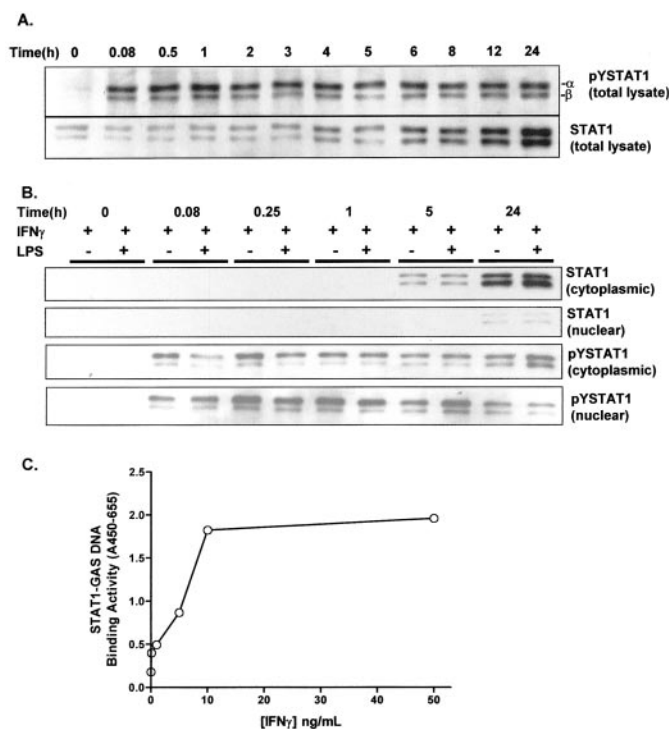 A.
Time(h) 0 0.08 0.5 1 2 3 4 5 6 8 12 24
-α pYSTAT1
-β (total lysate)
STAT1
(total lysate)
B.
Time(h) 0 0.08 0.25 1 5 24
IFNγ + + + + + + + + + + + +
LPS - + - + - + - + - + - +
STAT1
(cytoplasmic)
STAT1
(nuclear)
pYSTAT1
(cytoplasmic)
pYSTAT1
(nuclear)
C.
STAT1-GAS DNA
Binding Activity (A450-655)
2.5
2.0
1.5
1.0
0.5
0.0
0 10 20 30 40 50
[IFNγ] ng/mL